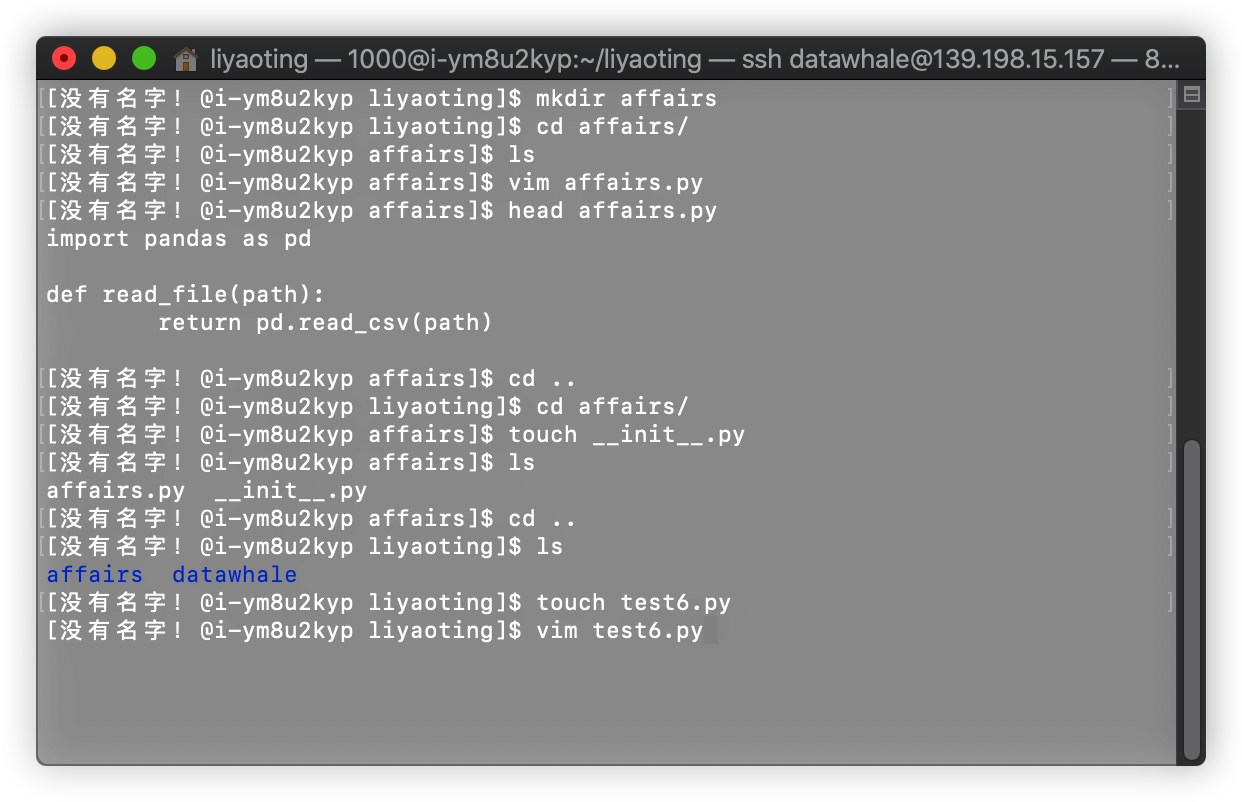 liyaoting — 1000@i-ym8u2kyp:~/liyaoting — ssh datawhale@139.198.15.157 — 8...
[[没有名字！@i-ym8u2kyp liyaoting]$ mkdir affairs ]
[[没有名字！@i-ym8u2kyp liyaoting]$ cd affairs/ ]
[[没有名字！@i-ym8u2kyp affairs]$ ls ]
[[没有名字！@i-ym8u2kyp affairs]$ vim affairs.py ]
[[没有名字！@i-ym8u2kyp affairs]$ head affairs.py ]
import pandas as pd
def read_file(path):
        return pd.read_csv(path)
[[没有名字！@i-ym8u2kyp affairs]$ cd .. ]
[[没有名字！@i-ym8u2kyp liyaoting]$ cd affairs/ ]
[[没有名字！@i-ym8u2kyp affairs]$ touch __init__.py ]
[[没有名字！@i-ym8u2kyp affairs]$ ls ]
affairs.py  __init__.py
[[没有名字！@i-ym8u2kyp affairs]$ cd .. ]
[[没有名字！@i-ym8u2kyp liyaoting]$ ls ]
affairs  datawhale
[[没有名字！@i-ym8u2kyp liyaoting]$ touch test6.py ]
[没有名字！@i-ym8u2kyp liyaoting]$ vim test6.py